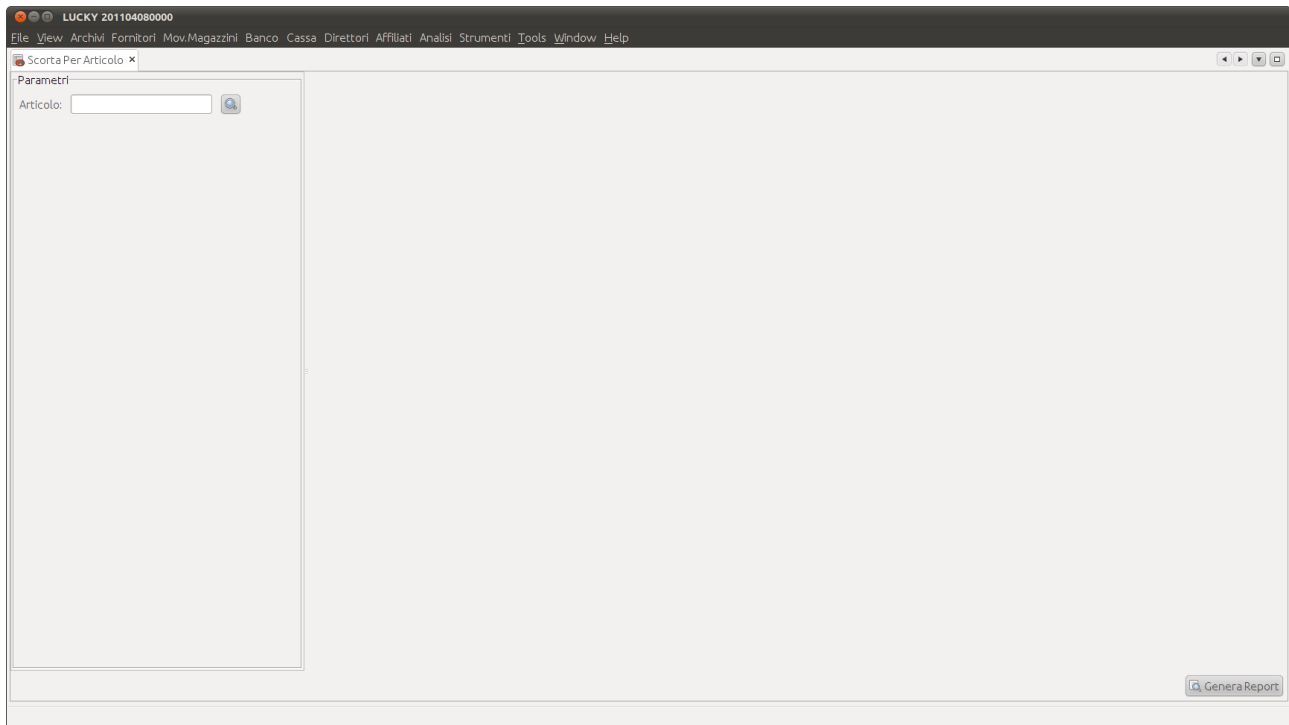 LUCKY 201104080000
File View Archivi Fornitori Mov.Magazzini Banco Cassa Direttori Affiliati Analisi Strumenti Tools Window Help
Scorta Per Articolo
Parametri
Articolo:
Genera Report